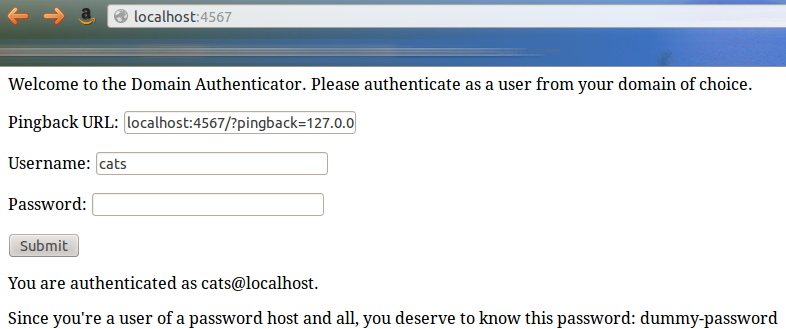 localhost:4567
Welcome to the Domain Authenticator. Please authenticate as a user from your domain of choice.
Pingback URL: localhost:4567/?pingback=127.0.0
Username: cats
Password:
Submit
You are authenticated as cats@localhost.
Since you're a user of a password host and all, you deserve to know this password: dummy-password